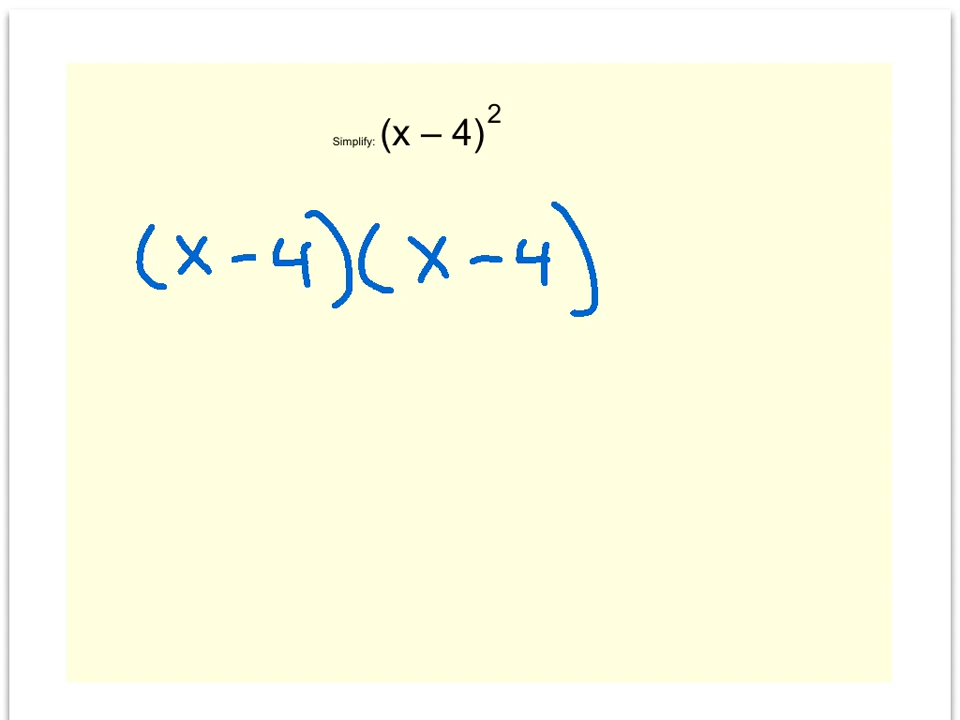 Simplify: (x – 4)²
(x - 4)(x - 4)